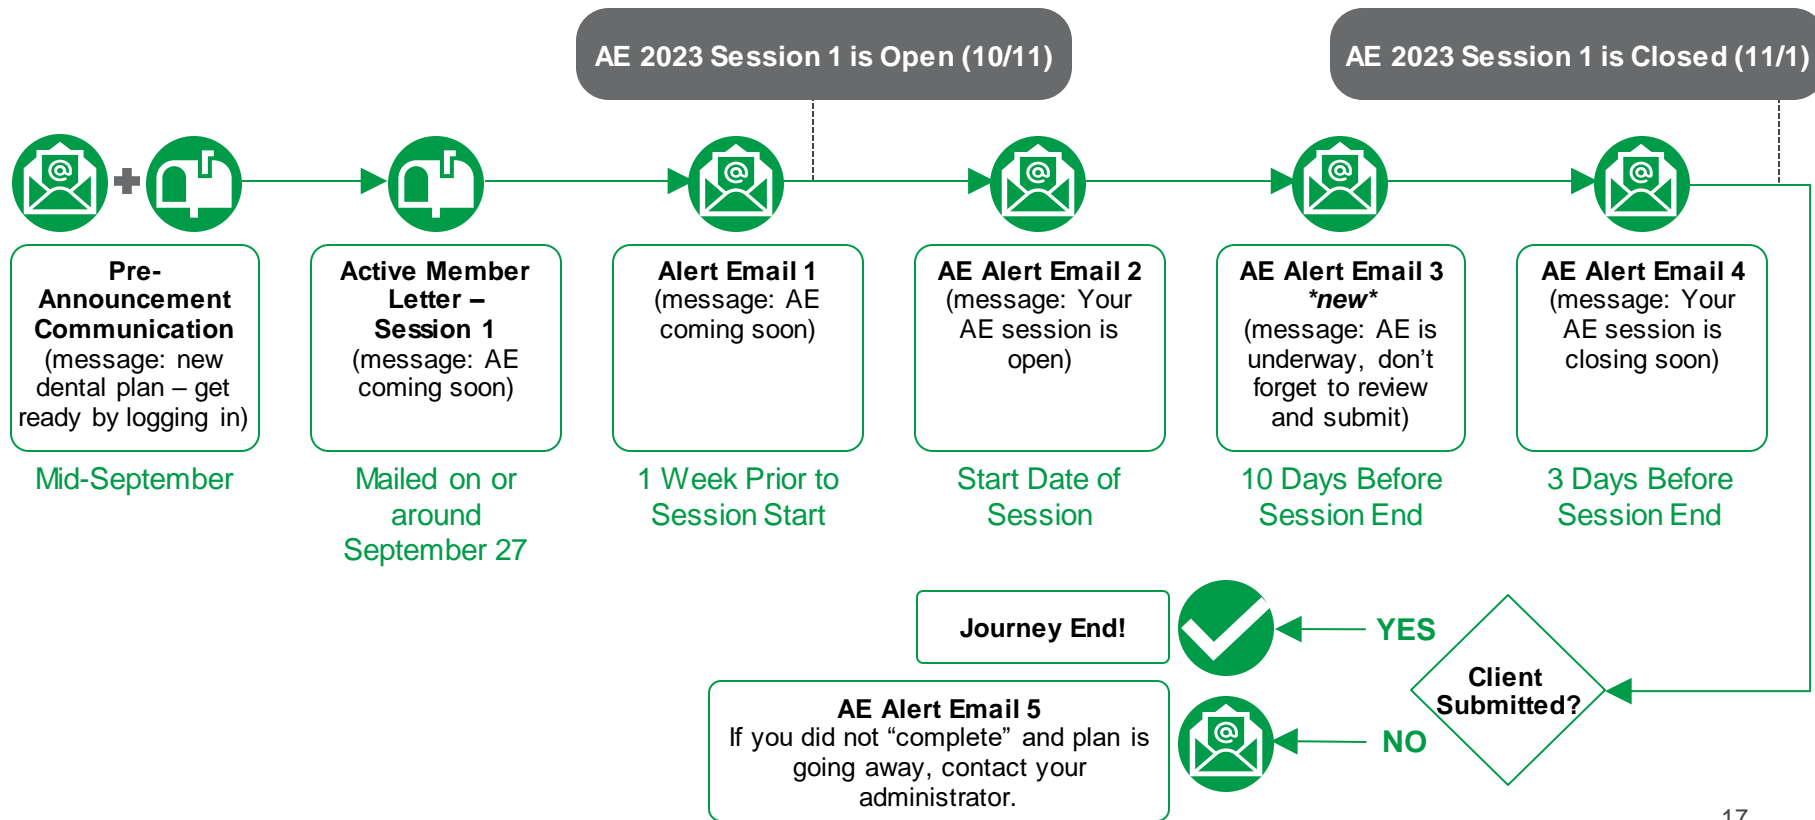 AE 2023 Session 1 is Open (10/11)
AE 2023 Session 1 is Closed (11/1)
Pre-
Announcement
Communication
(message: new
dental plan – get
ready by logging in)
Mid-September
Active Member
Letter –
Session 1
(message: AE
coming soon)
Mailed on or
around
September 27
Alert Email 1
(message: AE
coming soon)
1 Week Prior to
Session Start
AE Alert Email 2
(message: Your
AE session is
open)
Start Date of
Session
AE Alert Email 3
*new*
(message: AE is
underway, don’t
forget to review
and submit)
10 Days Before
Session End
AE Alert Email 4
(message: Your
AE session is
closing soon)
3 Days Before
Session End
Client
Submitted?
YES
Journey End!
NO
AE Alert Email 5
If you did not “complete” and plan is
going away, contact your
administrator.
17